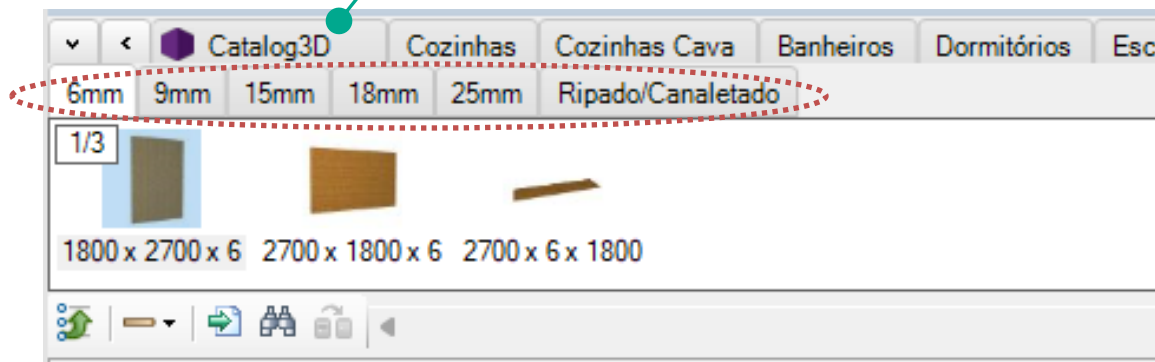 Catalog3D Cozinhas Cozinhas Cava Banheiros Dormitórios Esc
6mm 9mm 15mm 18mm 25mm Ripado/Canaletado
1/3
1800 x 2700 x 6 2700 x 1800 x 6 2700 x 6 x 1800